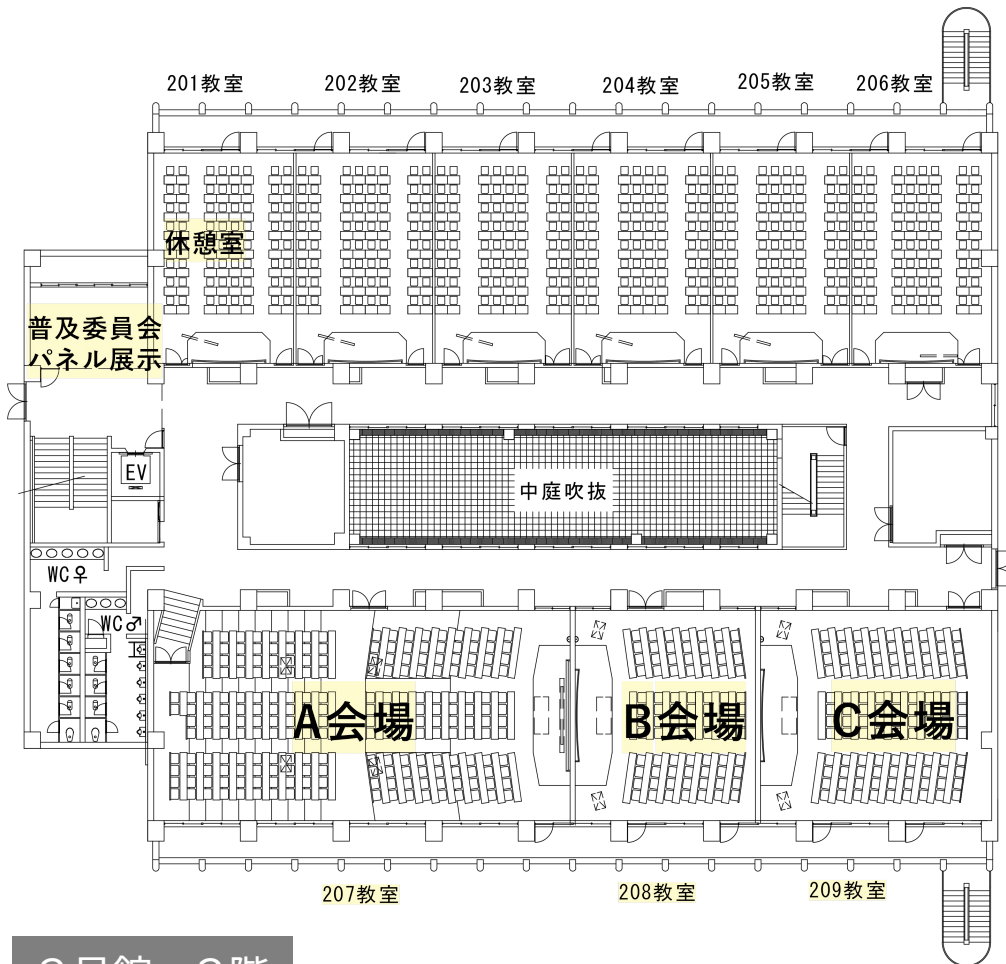 201教室
202教室
203教室
204教室
205教室
206教室
休憩室
普及委員会
パネル展示
EV
中庭吹抜
WC♀
WC♂
A会場
B会場
C会場
207教室
208教室
209教室